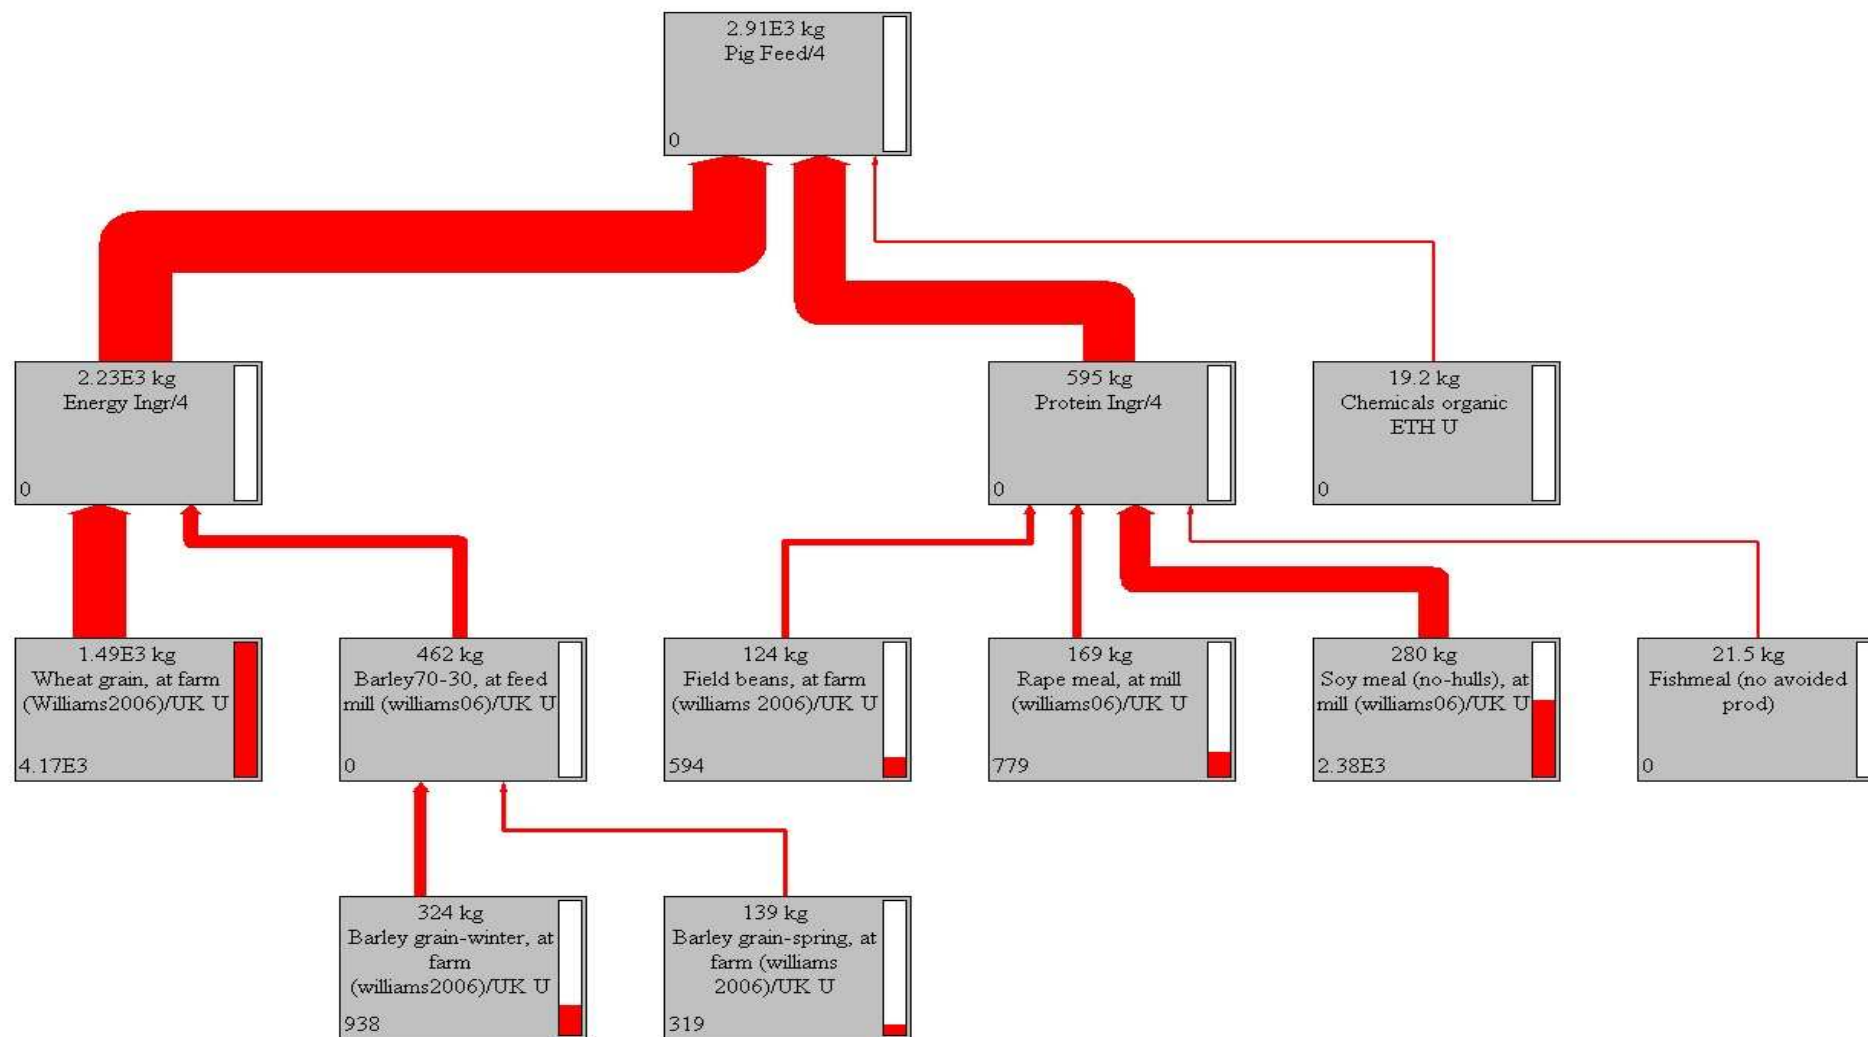 2.91E3 kg
Pig Feed/4
0
2.23E3 kg
Energy Ingr/4
0
595 kg
Protein Ingr/4
0
19.2 kg
Chemicals organic
ETH U
0
1.49E3 kg
Wheat grain, at farm
(Williams2006)/UK U
4.17E3
462 kg
Barley70-30, at feed
mill (williams06)/UK U
0
124 kg
Field beans, at farm
(williams 2006)/UK U
594
169 kg
Rape meal, at mill
(williams06)/UK U
779
280 kg
Soy meal (no-hulls), at
mill (williams06)/UK U
2.38E3
21.5 kg
Fishmeal (no avoided
prod)
0
324 kg
Barley grain-winter, at
farm
(williams2006)/UK U
938
139 kg
Barley grain-spring, at
farm (williams
2006)/UK U
319